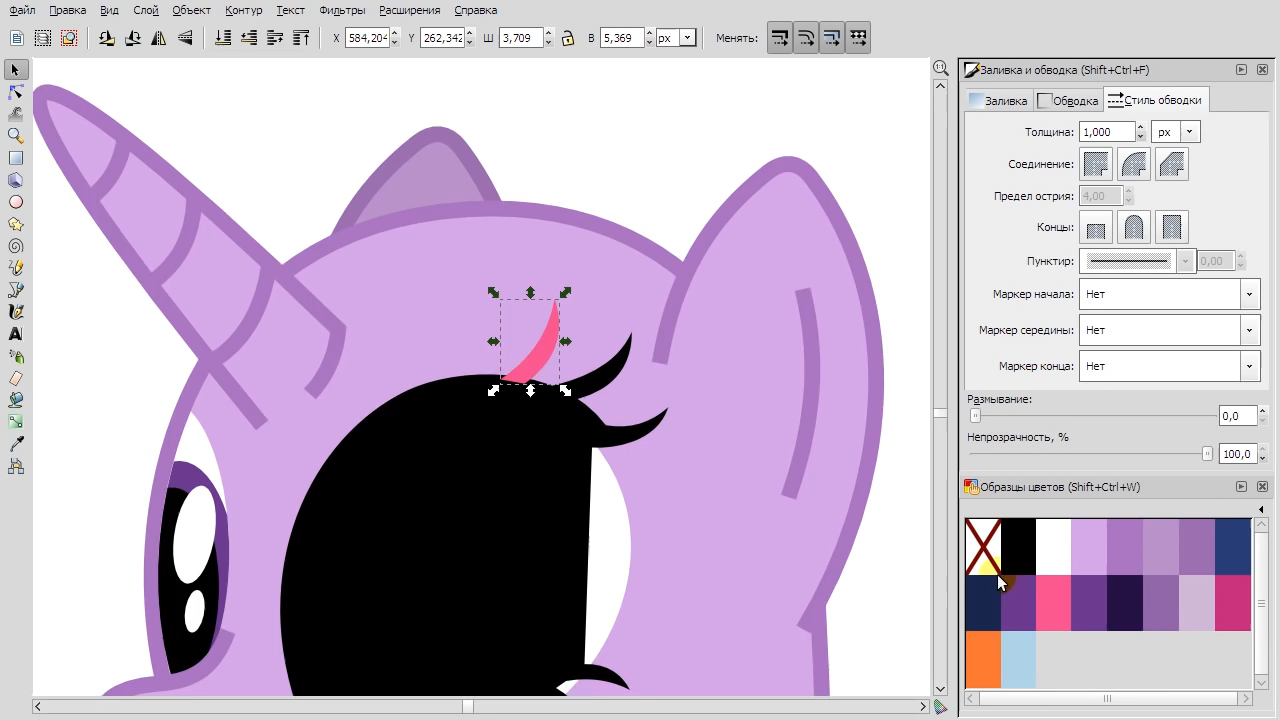 Файл Правка Вид Слой Объект Контур Текст Фильтры Расширения Справка
X 584,204 Y 262,342 Ш 3,709 В 5,369 px Менять:
Заливка и обводка (Shift+Ctrl+F)
Заливка Обводка Стиль обводки
Толщина: 1,000 px
Соединение:
Предел острия: 4,00
Концы:
Пунктир: 0,00
Маркер начала: Нет
Маркер середины: Нет
Маркер конца: Нет
Размывание:
0,0
Непрозрачность, %
100,0
Образцы цветов (Shift+Ctrl+W)